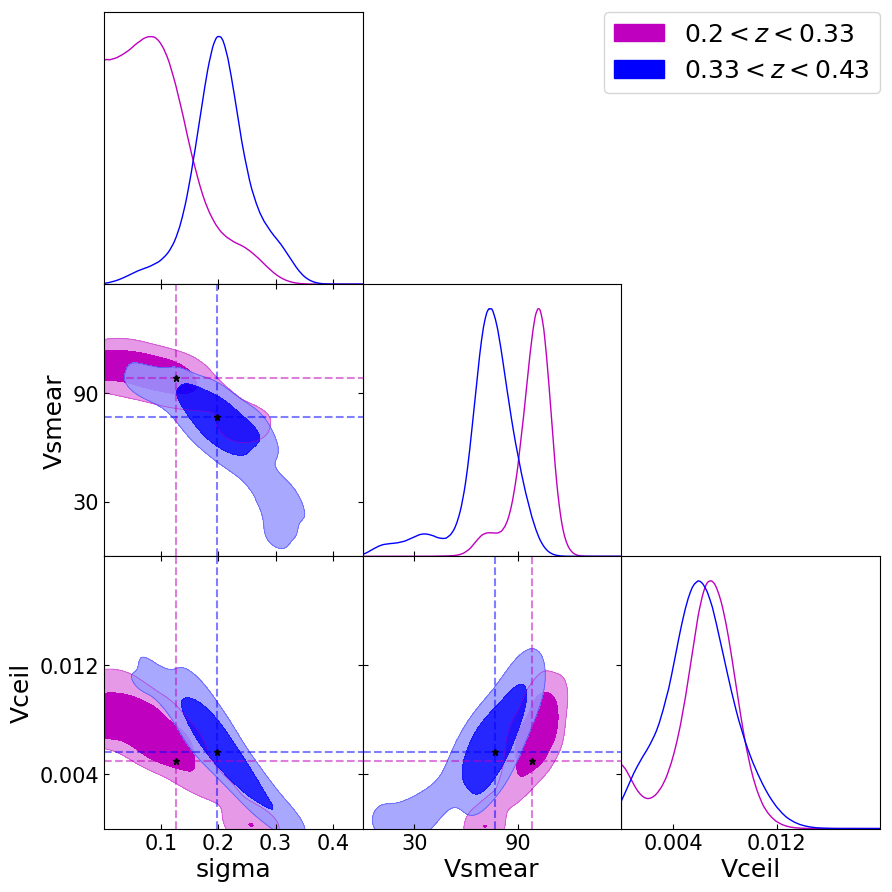 0.2 < z < 0.33
0.33 < z < 0.43
Vsmear
90
30
Vceil
0.012
0.004
0.1 0.2 0.3 0.4
sigma
30 90
Vsmear
0.004 0.012
Vceil